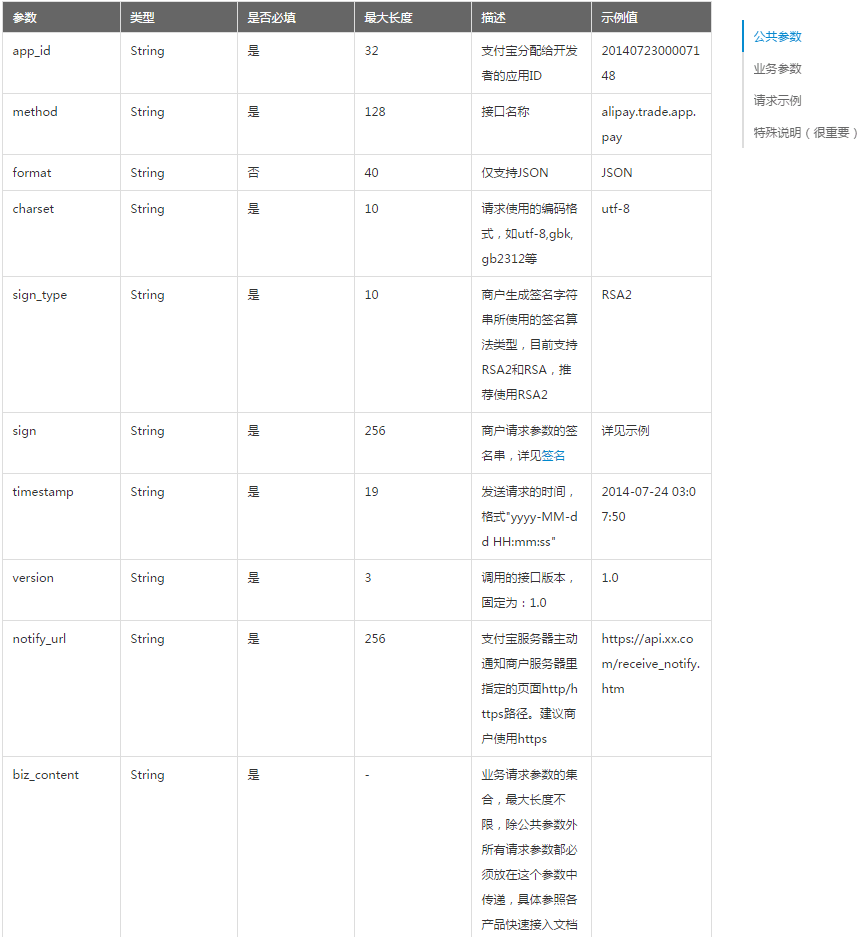 参数 类型 是否必填 最大长度 描述 示例值
app_id String 是 32 支付宝分配给开发 20140723000071
者的应用ID 48
method String 是 128 接口名称 alipay.trade.app.
pay
format String 否 40 仅支持JSON JSON
charset String 是 10 请求使用的编码格 utf-8
式，如utf-8,gbk,
gb2312等
sign_type String 是 10 商户生成签名字符 RSA2
串所使用的签名算
法类型，目前支持
RSA2和RSA，推
荐使用RSA2
sign String 是 256 商户请求参数的签 详见示例
名串，详见签名
timestamp String 是 19 发送请求的时间， 2014-07-24 03:0
格式"yyyy-MM-d 7:50
d HH:mm:ss"
version String 是 3 调用的接口版本， 1.0
固定为：1.0
notify_url String 是 256 支付宝服务器主动 https://api.xx.co
通知商户服务器里 m/receive_notify.
指定的页面http/h htm
ttps路径。建议商
户使用https
biz_content String 是 - 业务请求参数的集
合，最大长度不
限，除公共参数外
所有请求参数都必
须放在这个参数中
传递，具体参照各
产品快速接入文档
公共参数
业务参数
请求示例
特殊说明（很重要）